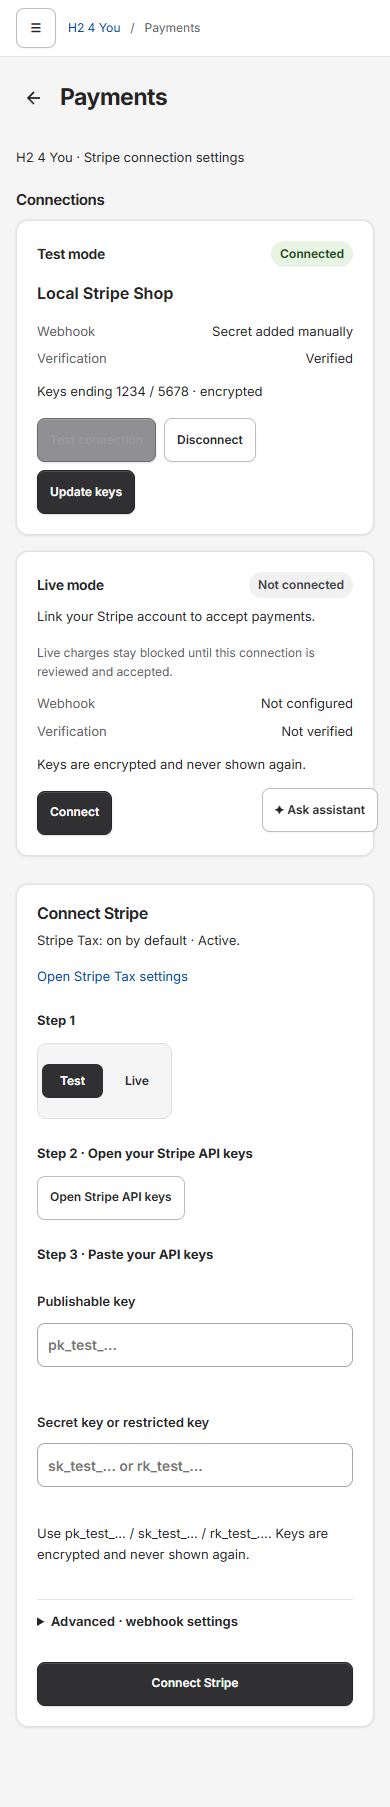 ☰ H2 4 You / Payments
← Payments
H2 4 You · Stripe connection settings
Connections
Test mode Connected
Local Stripe Shop
Webhook Secret added manually
Verification Verified
Keys ending 1234 / 5678 · encrypted
Test connection Disconnect
Update keys
Live mode Not connected
Link your Stripe account to accept payments.
Live charges stay blocked until this connection is
reviewed and accepted.
Webhook Not configured
Verification Not verified
Keys are encrypted and never shown again.
Connect ✦ Ask assistant
Connect Stripe
Stripe Tax: on by default · Active.
Open Stripe Tax settings
Step 1
Test Live
Step 2 · Open your Stripe API keys
Open Stripe API keys
Step 3 · Paste your API keys
Publishable key
pk_test_...
Secret key or restricted key
sk_test_... or rk_test_...
Use pk_test_... / sk_test_... / rk_test_.... Keys are
encrypted and never shown again.
▶ Advanced · webhook settings
Connect Stripe